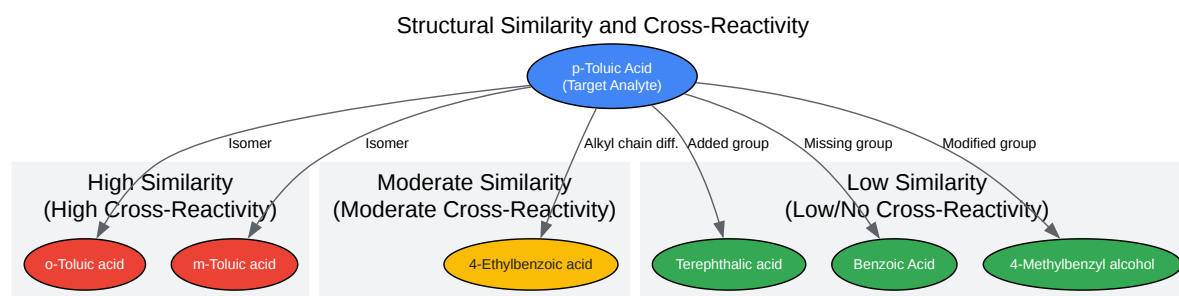 Structural Similarity and Cross-Reactivity
p-Toluic Acid
(Target Analyte)
Isomer
Isomer
Alkyl chain diff.
Added group
Missing group
Modified group
High Similarity
(High Cross-Reactivity)
Moderate Similarity
(Moderate Cross-Reactivity)
Low Similarity
(Low/No Cross-Reactivity)
o-Toluic acid
m-Toluic acid
4-Ethylbenzoic acid
Terephthalic acid
Benzoic Acid
4-Methylbenzyl alcohol